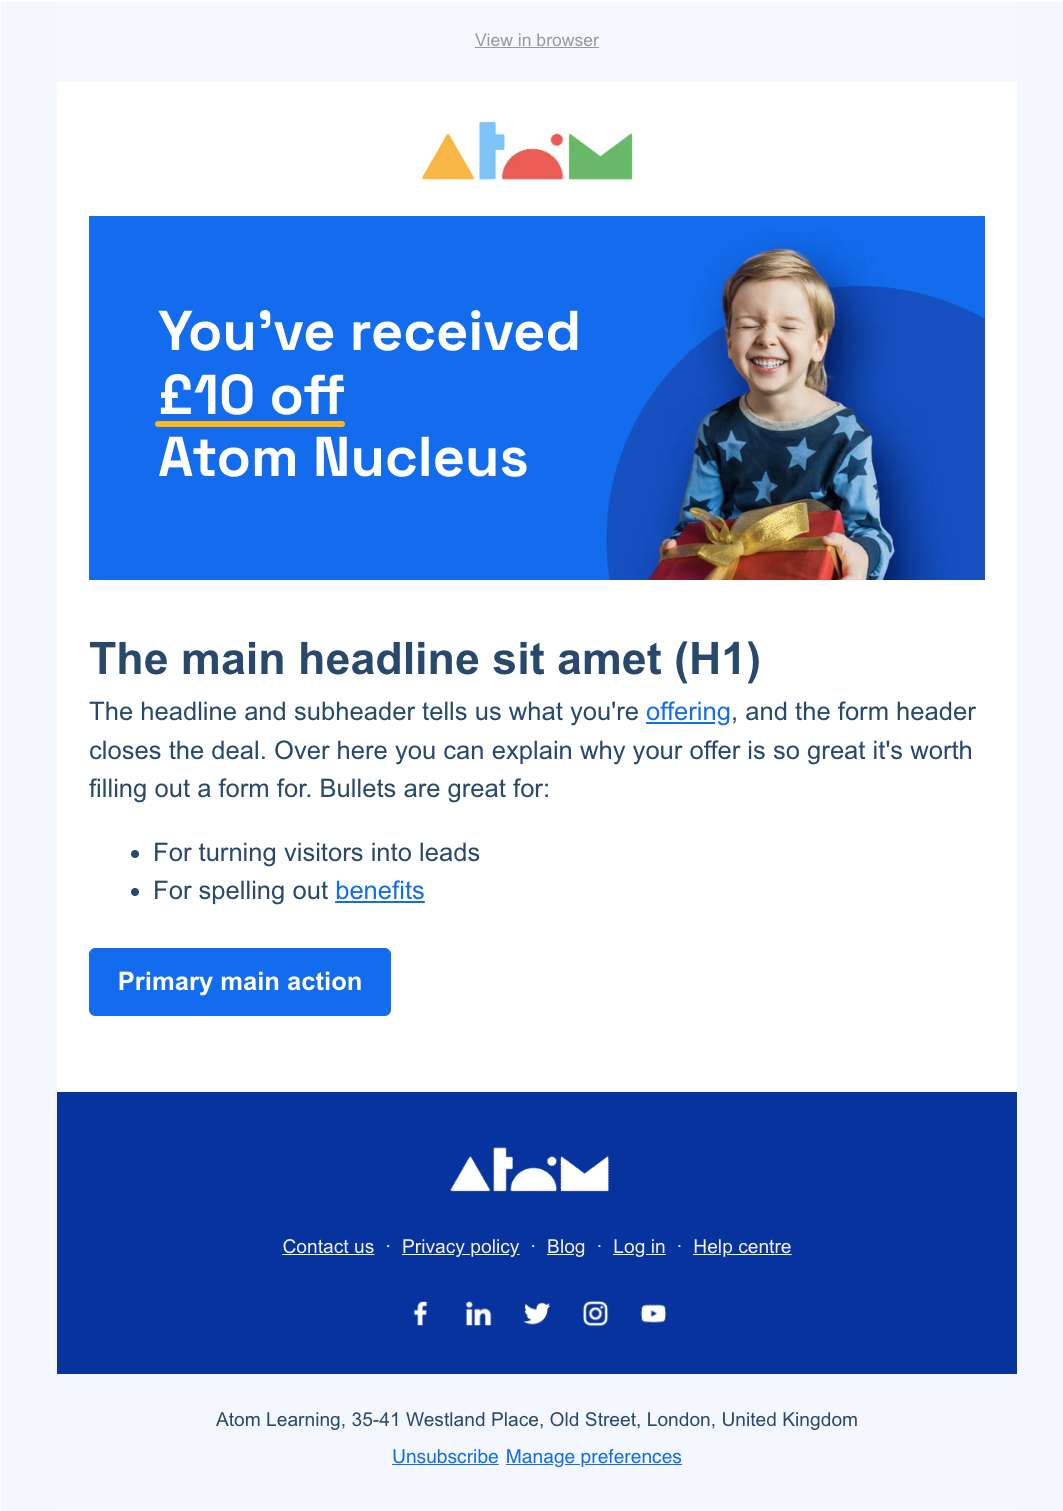 View in browser
Atom
You’ve received
£10 off
Atom Nucleus
The main headline sit amet (H1)
The headline and subheader tells us what you're offering, and the form header
closes the deal. Over here you can explain why your offer is so great it's worth
filling out a form for. Bullets are great for:
• For turning visitors into leads
• For spelling out benefits
Primary main action
Atom
Contact us · Privacy policy · Blog · Log in · Help centre
Atom Learning, 35-41 Westland Place, Old Street, London, United Kingdom
Unsubscribe Manage preferences